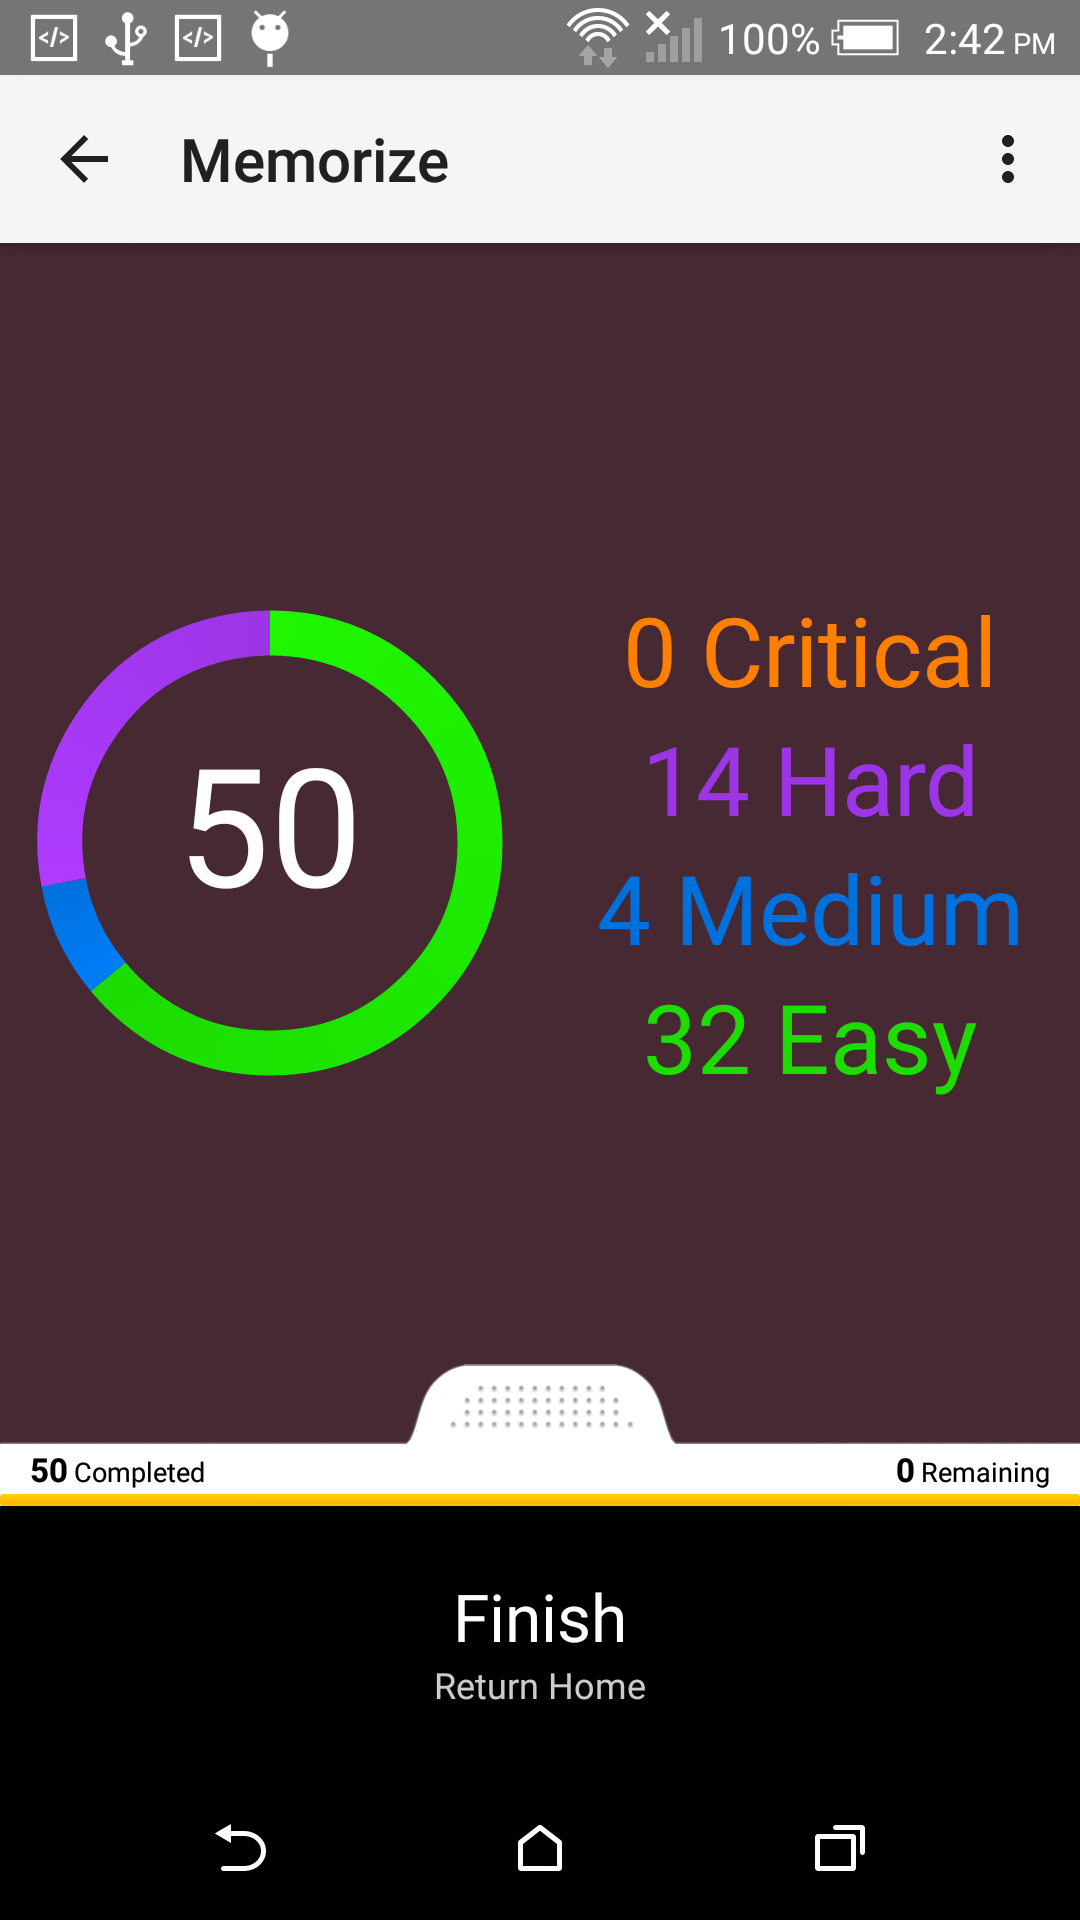 100% 2:42 PM
Memorize
50
0 Critical
14 Hard
4 Medium
32 Easy
50 Completed
0 Remaining
Finish
Return Home